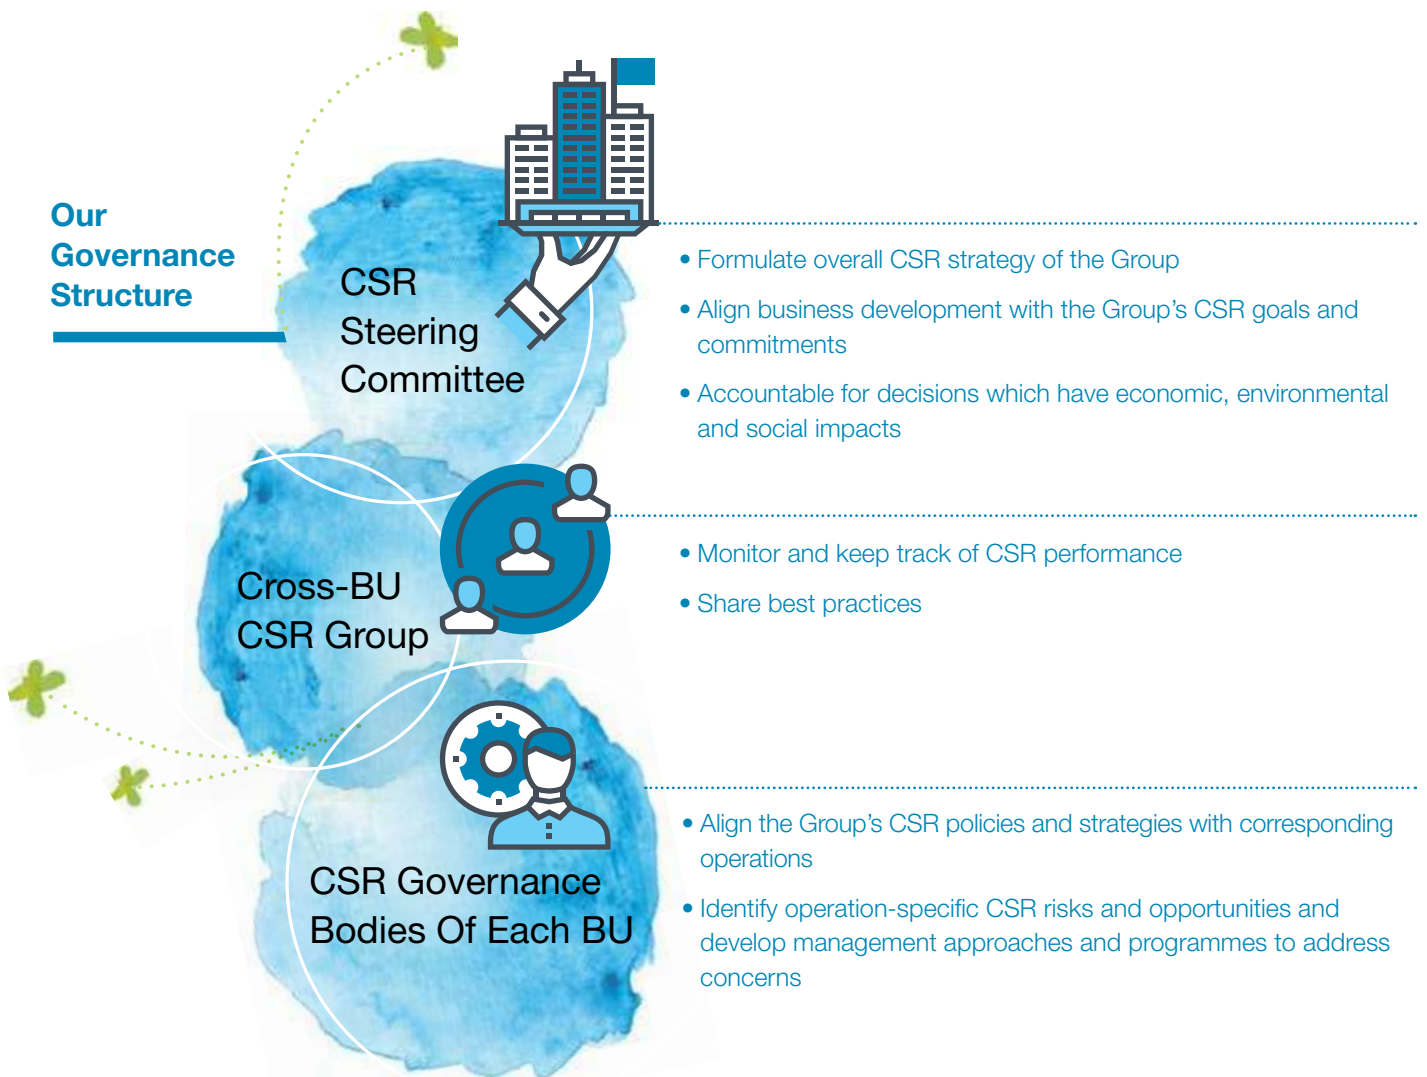 Our
Governance
Structure
CSR
Steering
Committee
• Formulate overall CSR strategy of the Group
• Align business development with the Group’s CSR goals and
commitments
• Accountable for decisions which have economic, environmental
and social impacts
Cross-BU
CSR Group
• Monitor and keep track of CSR performance
• Share best practices
CSR Governance
Bodies Of Each BU
• Align the Group’s CSR policies and strategies with corresponding
operations
• Identify operation-specific CSR risks and opportunities and
develop management approaches and programmes to address
concerns